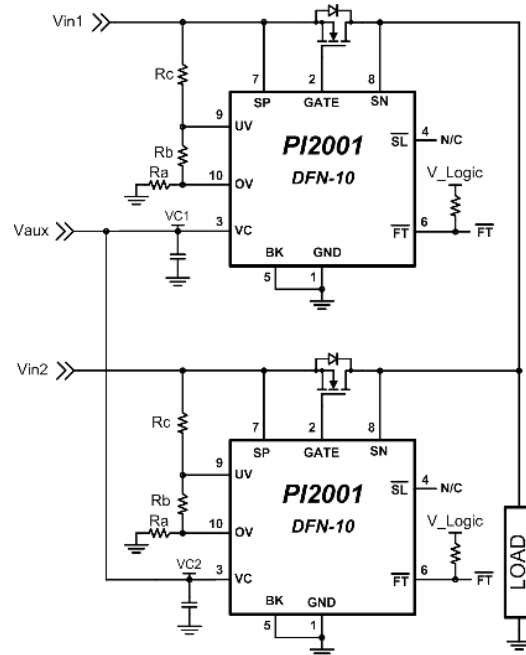 Vin1
Rc
7
2
8
SP
GATE
SN
9
UV
PI2001
SL
4
N/C
Rb
DFN-10
V_Logic
Ra
10
OV
Vaux
VC1
3
VC
FT
6
FT
BK
GND
5
1
Vin2
Rc
7
2
8
SP
GATE
SN
9
UV
PI2001
SL
4
N/C
Rb
DFN-10
V_Logic
Ra
10
OV
VC2
3
VC
FT
6
FT
BK
GND
5
1
LOAD